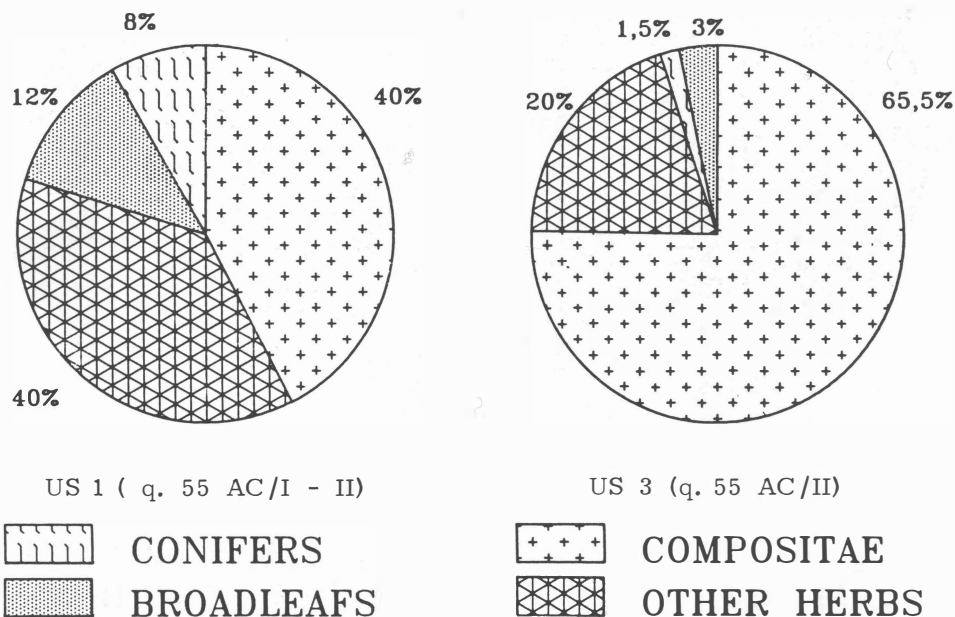 8%
12%
40%
40%
1,5% 3%
20%
65,5%
US 1 ( q. 55 AC/I - II)
US 3 (q. 55 AC/II)
CONIFERS
BROADLEAFS
COMPOSITAE
OTHER HERBS